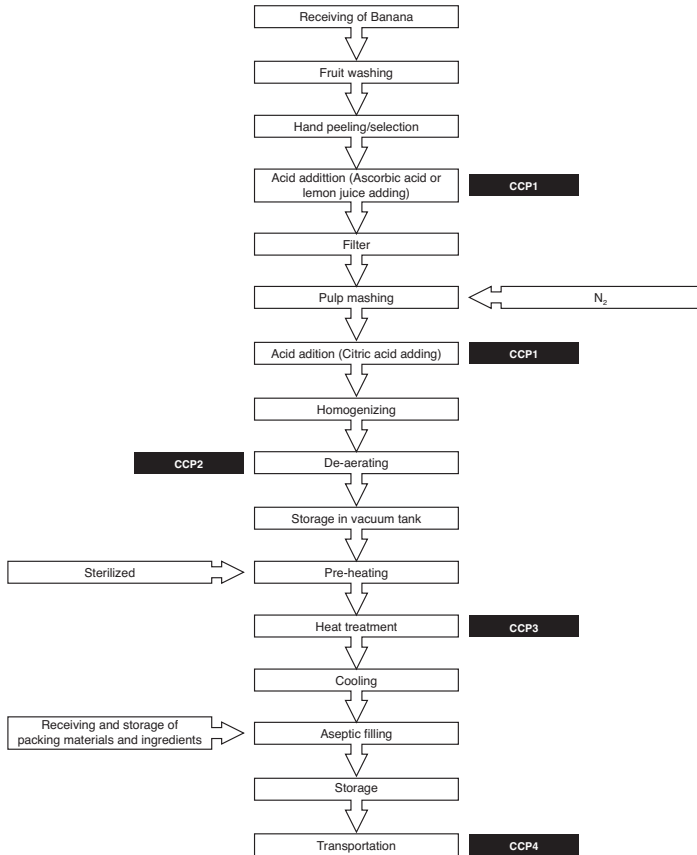 Receiving of Banana
Fruit washing
Hand peeling/selection
Acid addittion (Ascorbic acid or
lemon juice adding)
CCP1
Filter
Pulp mashing
N₂
Acid adition (Citric acid adding)
CCP1
Homogenizing
CCP2
De-aerating
Storage in vacuum tank
Sterilized
Pre-heating
Heat treatment
CCP3
Cooling
Receiving and storage of
packing materials and ingredients
Aseptic filling
Storage
Transportation
CCP4